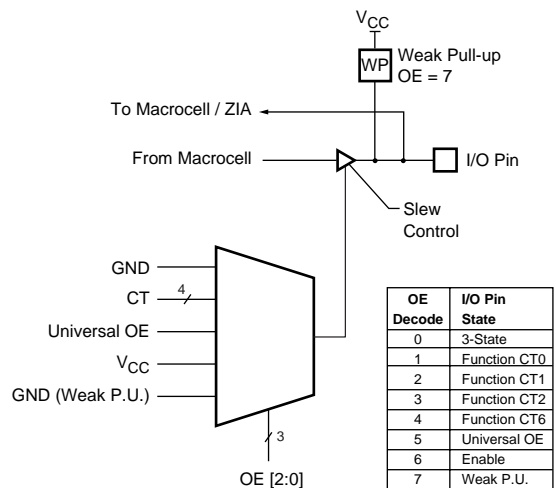 VCC
WP
Weak Pull-up
OE = 7
To Macrocell / ZIA
From Macrocell
I/O Pin
Slew
Control
GND
4
CT
Universal OE
VCC
GND (Weak P.U.)
3
OE [2:0]
OE Decode I/O Pin State
0 3-State
1 Function CT0
2 Function CT1
3 Function CT2
4 Function CT6
5 Universal OE
6 Enable
7 Weak P.U.